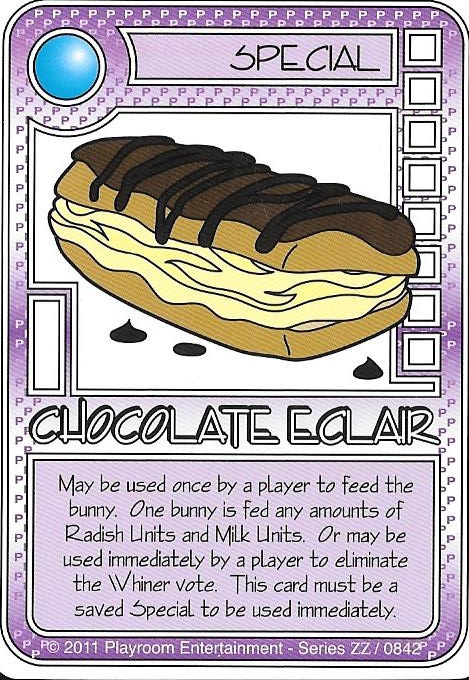 SPECIAL
CHOCOLATE ECLAIR
May be used once by a player to feed the
bunny. One bunny is fed any amounts of
Radish Units and Milk Units. Or may be
used immediately by a player to eliminate
the Whiner vote. This card must be a
saved Special to be used immediately.
P© 2011 Playroom Entertainment - Series ZZ / 0842